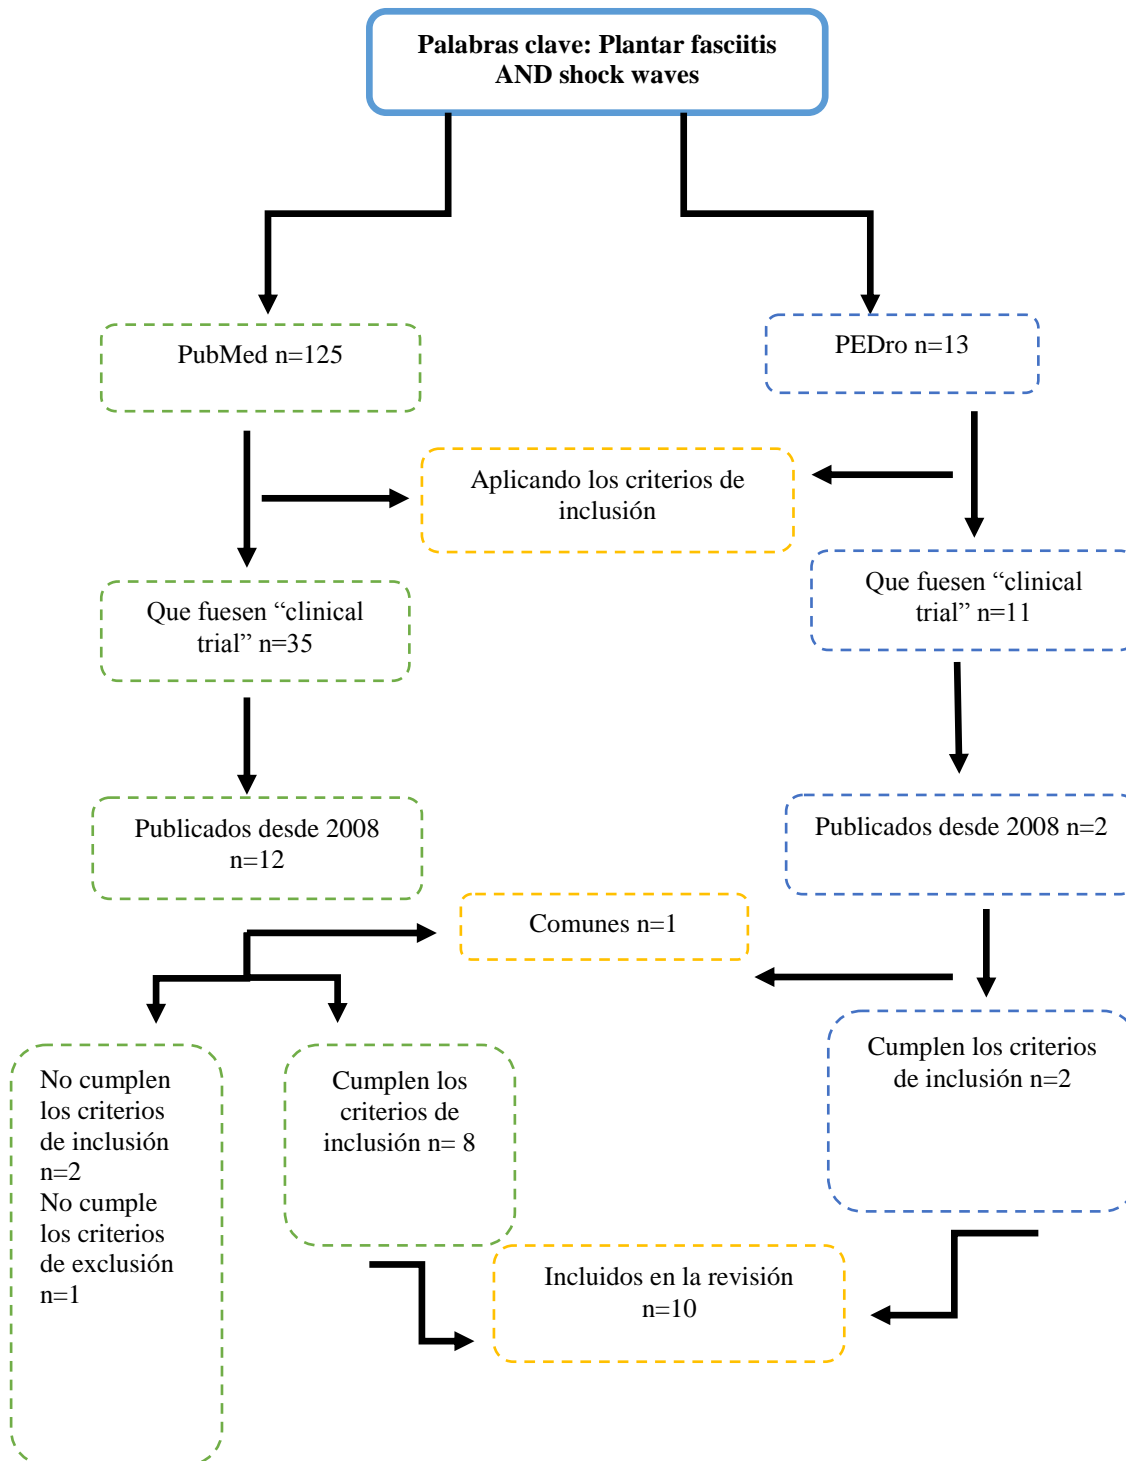 Palabras clave: Plantar fasciitis
AND shock waves
PubMed n=125
PEDro n=13
Aplicando los criterios de
inclusión
Que fuesen “clinical
trial” n=35
Que fuesen “clinical
trial” n=11
Publicados desde 2008
n=12
Publicados desde 2008 n=2
Comunes n=1
No cumplen
los criterios
de inclusión
n=2
No cumple
los criterios
de exclusión
n=1
Cumplen los
criterios de
inclusión n= 8
Cumplen los criterios
de inclusión n=2
Incluidos en la revisión
n=10